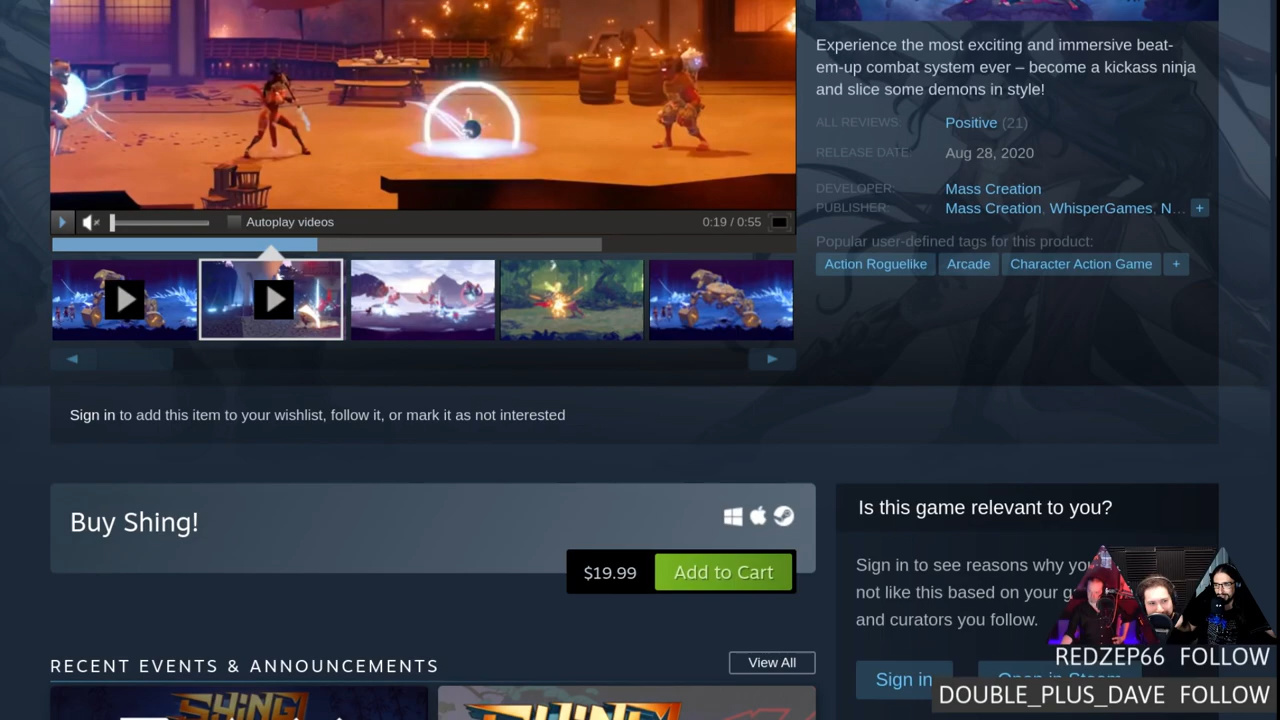 Experience the most exciting and immersive beat-
em-up combat system ever – become a kickass ninja
and slice some demons in style!
ALL REVIEWS: Positive (21)
RELEASE DATE: Aug 28, 2020
DEVELOPER: Mass Creation
PUBLISHER: Mass Creation, WhisperGames, N... +
Popular user-defined tags for this product:
Action Roguelike Arcade Character Action Game +
Autoplay videos 0:19 / 0:55
Sign in to add this item to your wishlist, follow it, or mark it as not interested
Buy Shing!
$19.99 Add to Cart
Is this game relevant to you?
Sign in to see reasons why you
not like this based on your
and curators you follow.
Sign in Open in Steam
RECENT EVENTS & ANNOUNCEMENTS View All
SHING!
REDZEP66 FOLLOW
DOUBLE_PLUS_DAVE FOLLOW